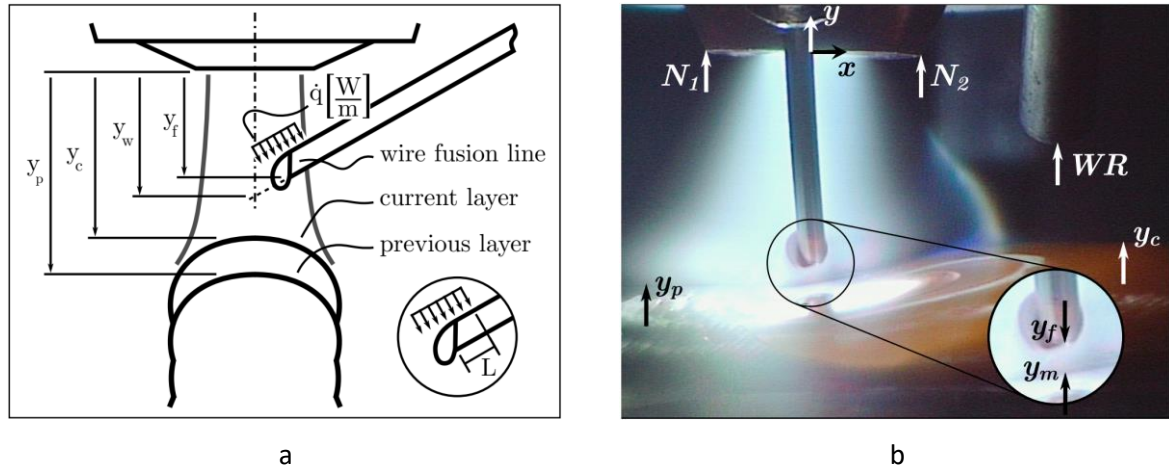 q̇ [W/m]
y_f
y_w
y_c
y_p
wire fusion line
current layer
previous layer
L
a
y
x
N_1
N_2
WR
y_c
y_p
y_f
y_m
b